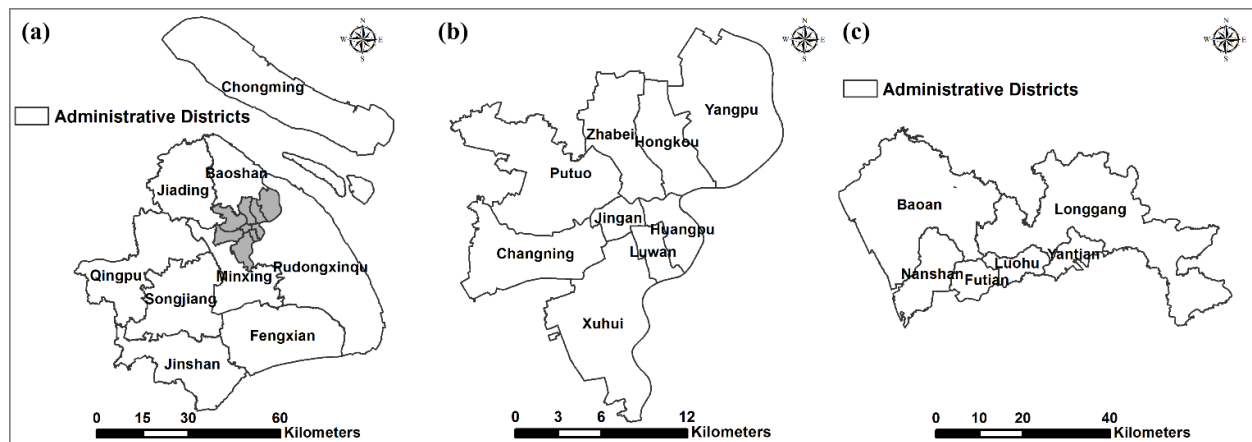 (a)
N
W E
S
Chongming
Administrative Districts
Baoshan
Jiading
Pudongxinqu
Qingpu
Minxing
Songjiang
Fengxian
Jinshan
0 15 30 60
Kilometers
(b)
N
W E
S
Yangpu
Zhabei
Hongkou
Putuo
Jingan
Huangpu
Changning
Luwan
Xuhui
0 3 6 12
Kilometers
(c)
N
W E
S
Administrative Districts
Baoan
Longgang
Yantian
Luohu
Nanshan
Futian
0 10 20 40
Kilometers